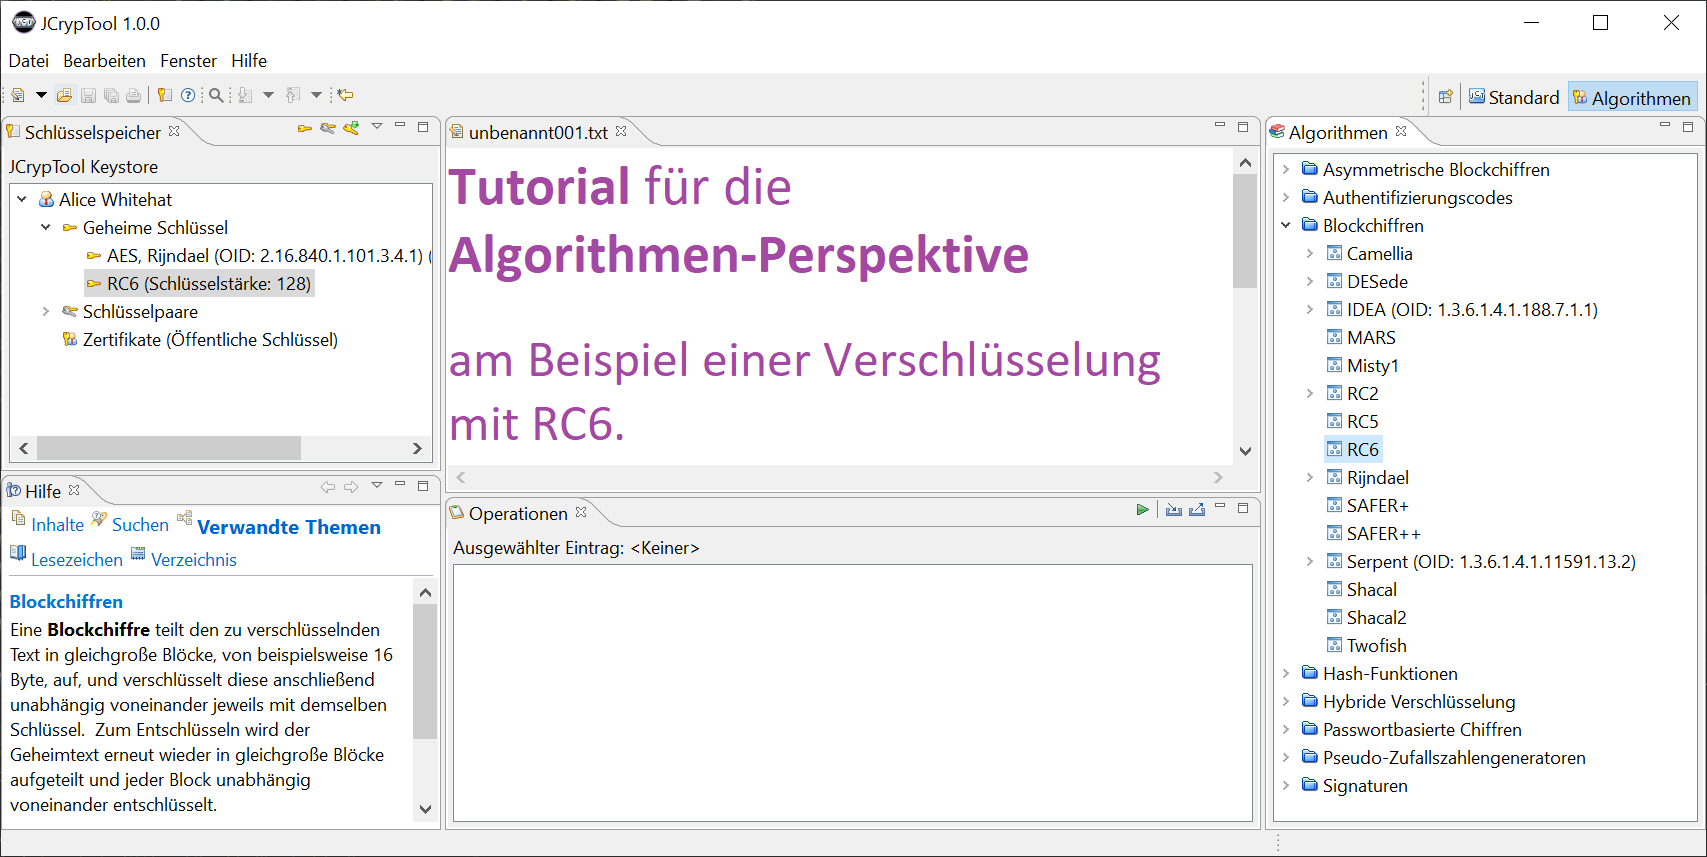 JCrypTool 1.0.0
Datei Bearbeiten Fenster Hilfe
Standard Algorithmen
Schlüsselspeicher
JCrypTool Keystore
Alice Whitehat
Geheime Schlüssel
AES, Rijndael (OID: 2.16.840.1.101.3.4.1) (
RC6 (Schlüsselstärke: 128)
Schlüsselpaare
Zertifikate (Öffentliche Schlüssel)
Hilfe
Inhalte Suchen Verwandte Themen
Lesezeichen Verzeichnis
Blockchiffren
Eine Blockchiffre teilt den zu verschlüsselnden
Text in gleichgroße Blöcke, von beispielsweise 16
Byte, auf, und verschlüsselt diese anschließend
unabhängig voneinander jeweils mit demselben
Schlüssel. Zum Entschlüsseln wird der
Geheimtext erneut wieder in gleichgroße Blöcke
aufgeteilt und jeder Block unabhängig
voneinander entschlüsselt.
unbenannt001.txt
Tutorial für die
Algorithmen-Perspektive
am Beispiel einer Verschlüsselung
mit RC6.
Operationen
Ausgewählter Eintrag: <Keiner>
Algorithmen
Asymmetrische Blockchiffren
Authentifizierungscodes
Blockchiffren
Camellia
DESede
IDEA (OID: 1.3.6.1.4.1.188.7.1.1)
MARS
Misty1
RC2
RC5
RC6
Rijndael
SAFER+
SAFER++
Serpent (OID: 1.3.6.1.4.1.11591.13.2)
Shacal
Shacal2
Twofish
Hash-Funktionen
Hybride Verschlüsselung
Passwortbasierte Chiffren
Pseudo-Zufallszahlengeneratoren
Signaturen